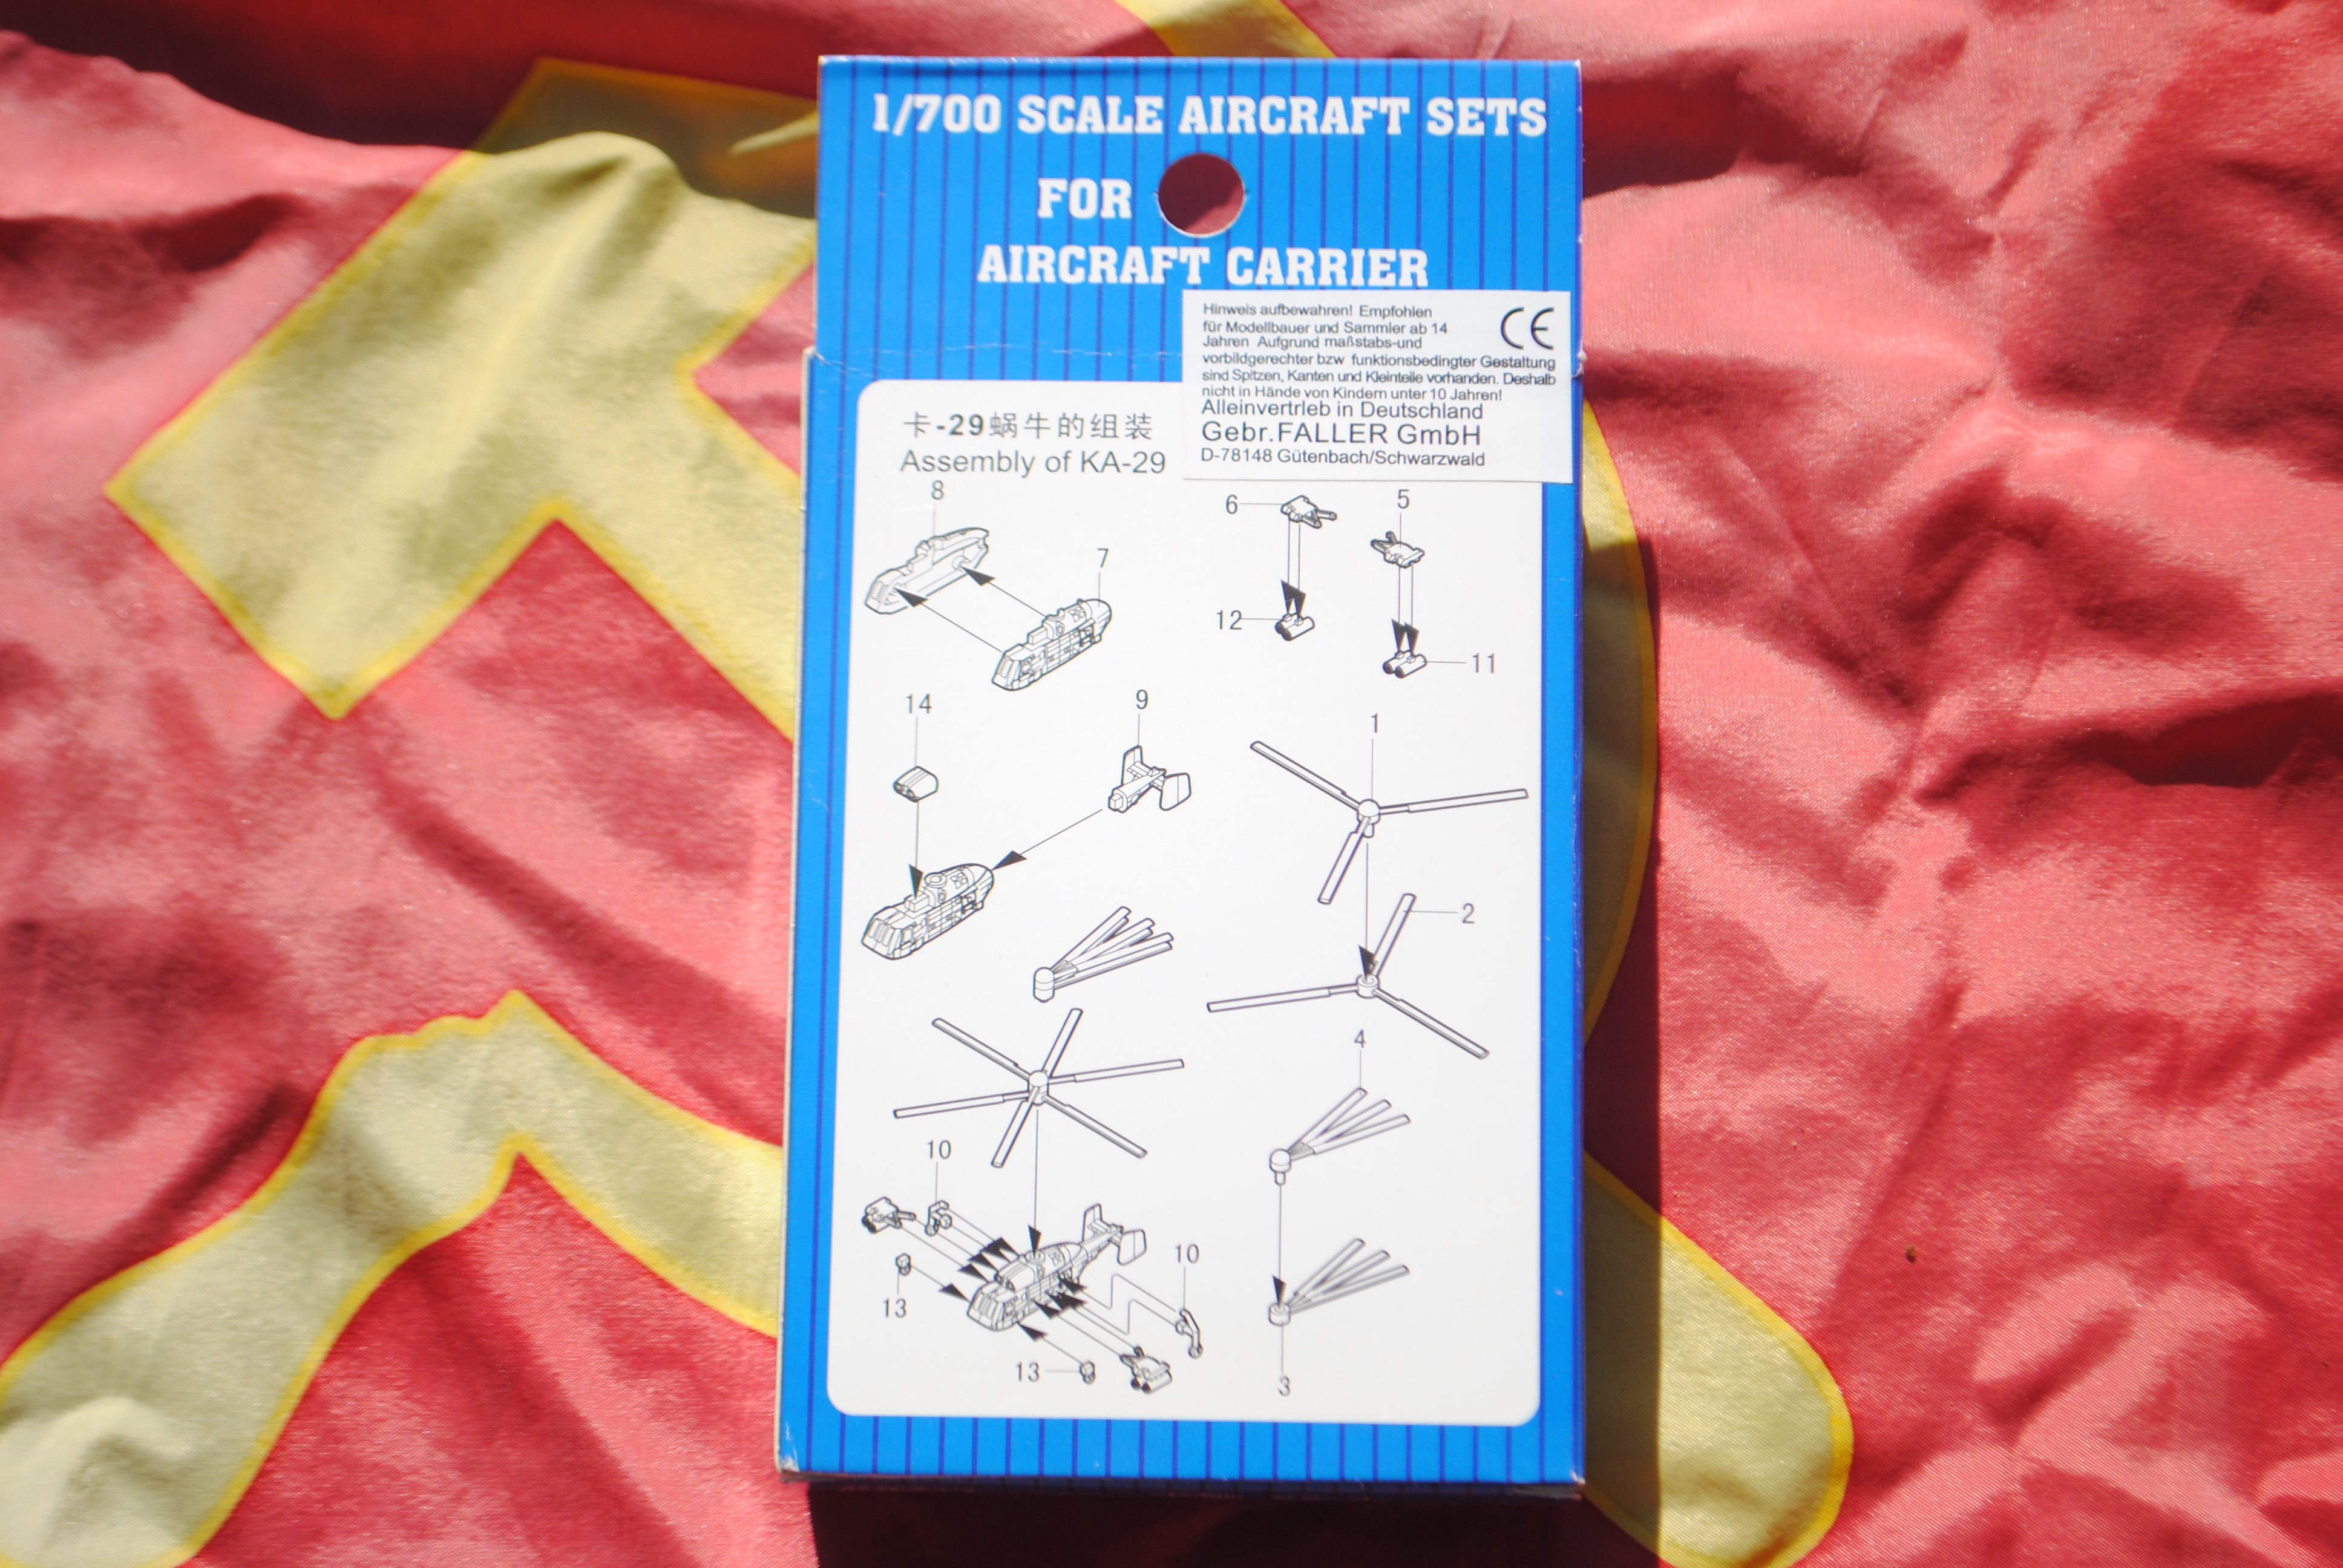 1/700 SCALE AIRCRAFT SETS
FOR
AIRCRAFT CARRIER
Hinweis aufbewahren! Empfohlen
für Modellbauer und Sammler ab 14
Jahren Aufgrund maßstabs-und
vorbildgerechter bzw funktionsbedingter Gestaltung
sind Spitzen, Kanten und Kleinteile vorhanden. Deshalb
nicht in Hände von Kindern unter 10 Jahren!
Alleinvertrieb in Deutschland
Gebr.FALLER GmbH
D-78148 Gütenbach/Schwarzwald
CE
卡-29蜗牛的组装
Assembly of KA-29
8
7
6
5
12
11
14
9
1
2
4
10
13
10
13
3